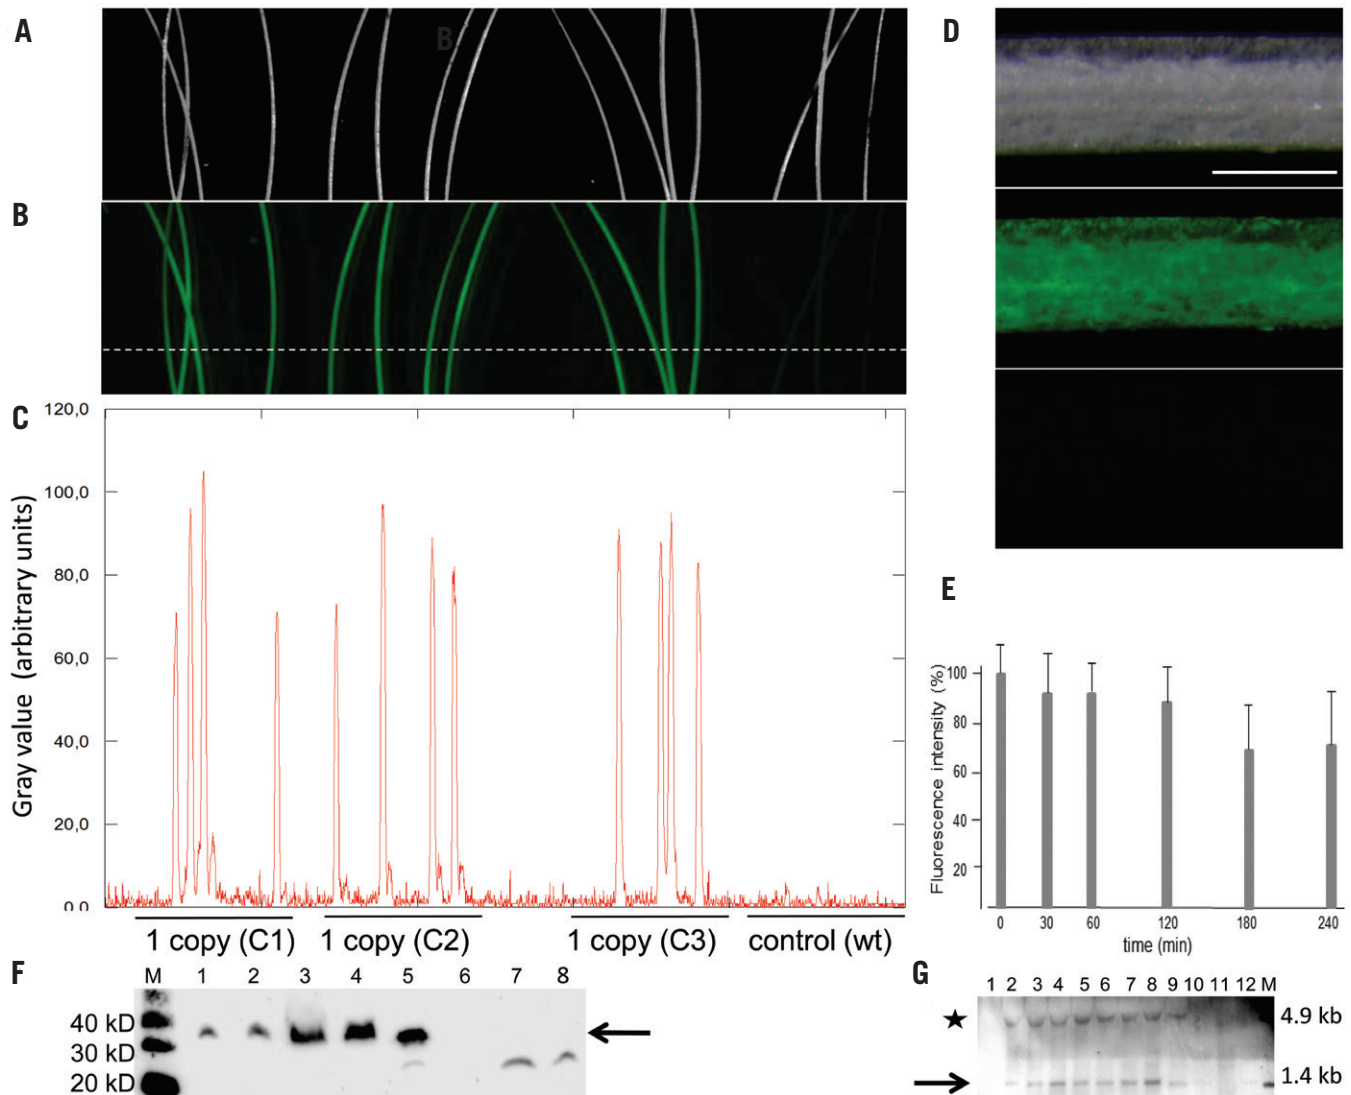 A
B
D
B
C
120,0
100,0
80,0
60,0
40,0
20,0
0,0
Gray value (arbitrary units)
1 copy (C1)
1 copy (C2)
1 copy (C3)
control (wt)
E
Fluorescence intensity (%)
100
80
60
40
20
0 30 60 120 180 240
time (min)
F
M 1 2 3 4 5 6 7 8
40 kD
30 kD
20 kD
G
1 2 3 4 5 6 7 8 9 10 11 12 M
4.9 kb
1.4 kb